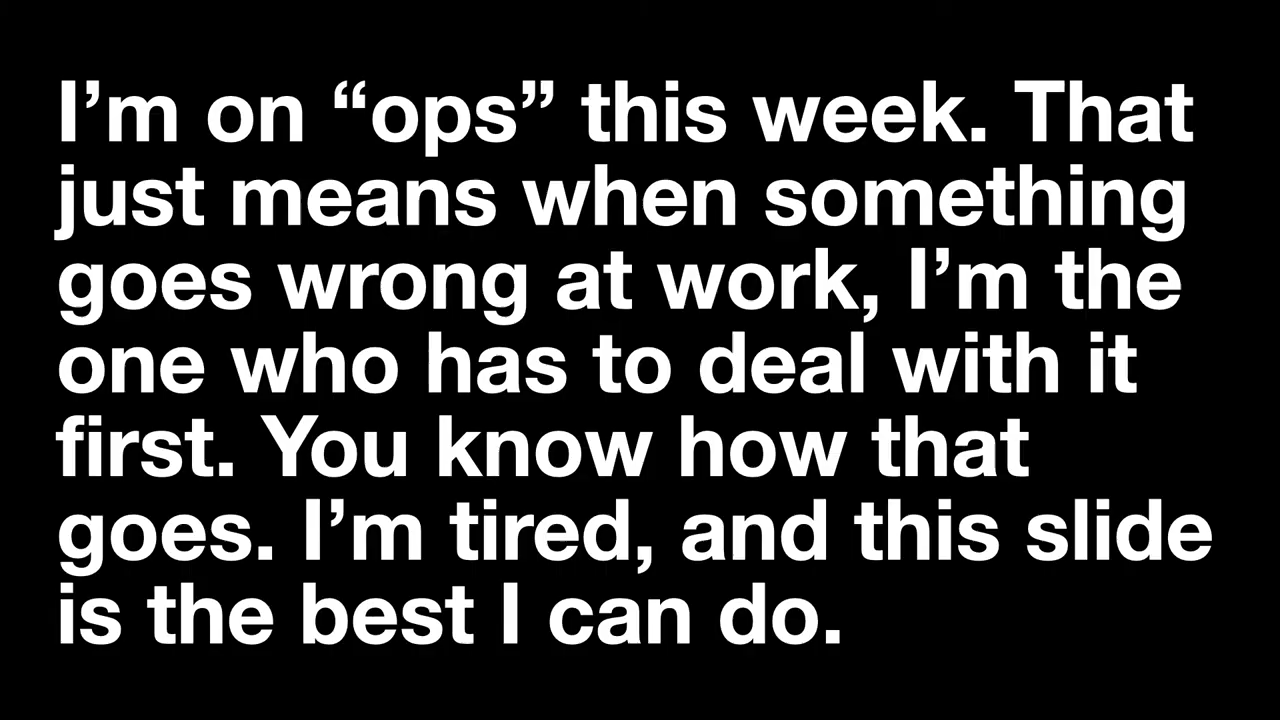 I’m on “ops” this week. That
just means when something
goes wrong at work, I’m the
one who has to deal with it
first. You know how that
goes. I’m tired, and this slide
is the best I can do.